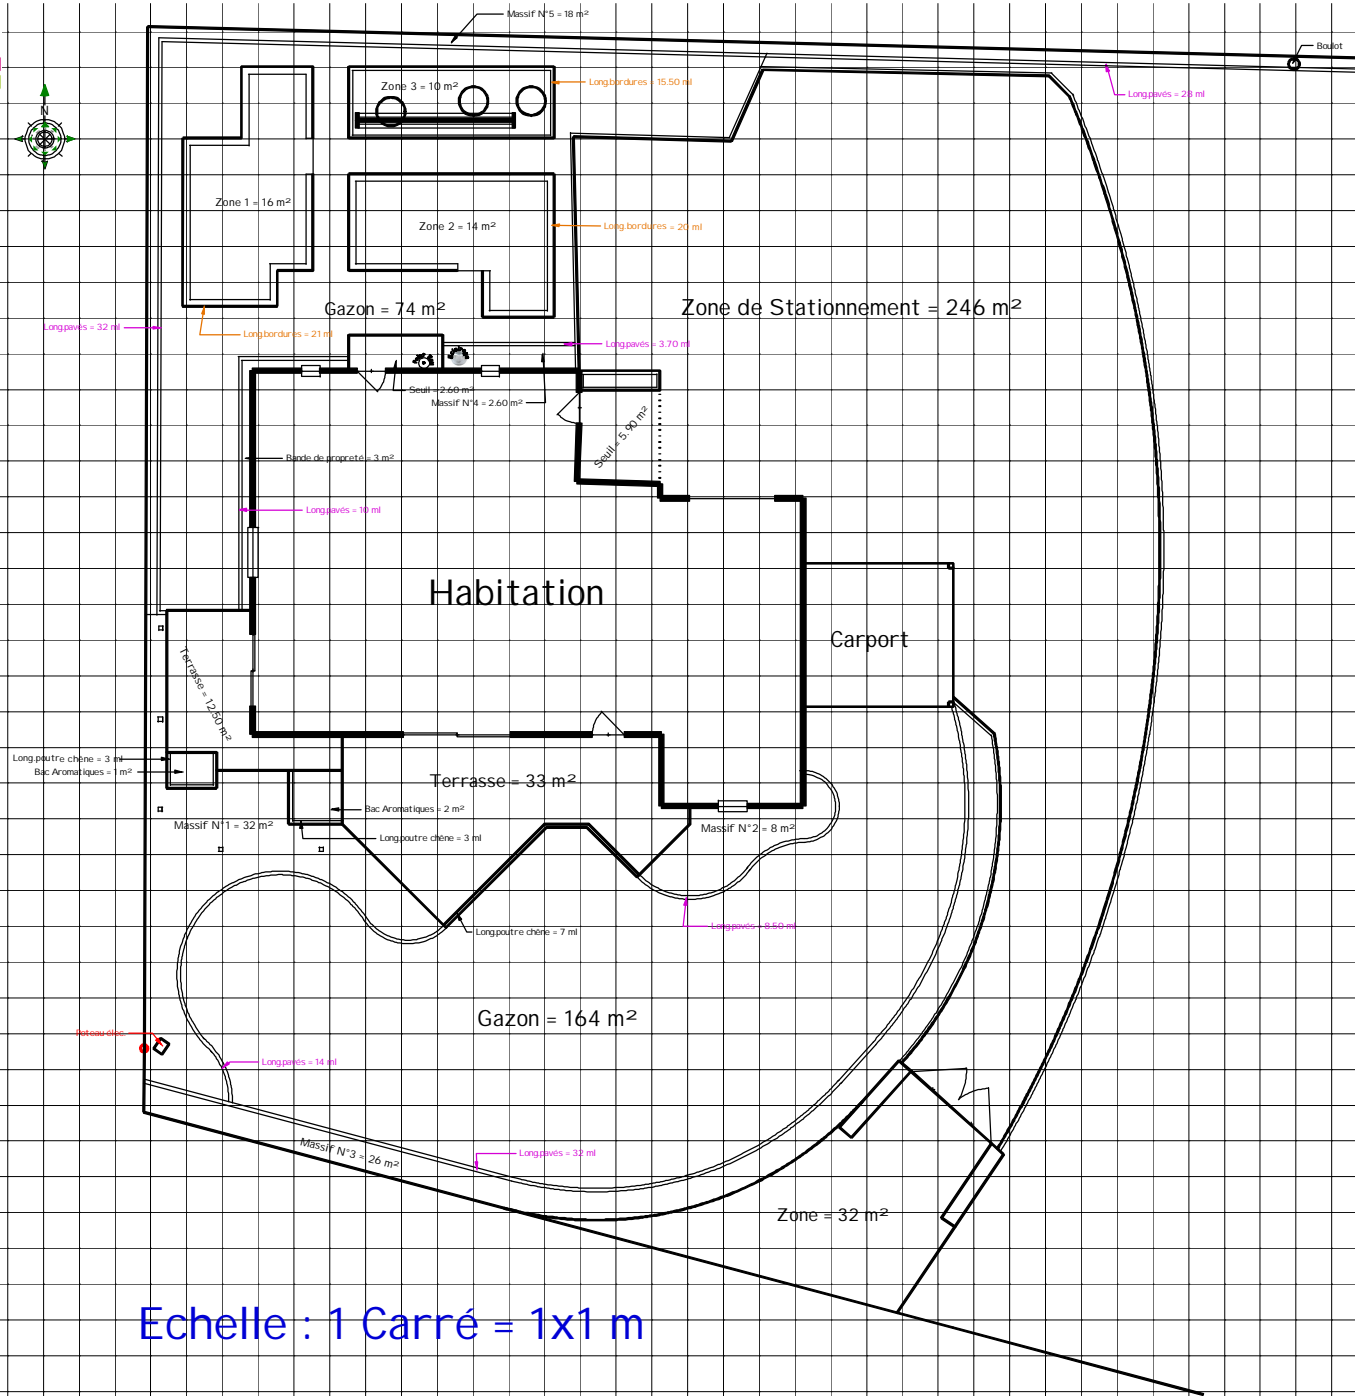 Massif N°5 = 18 m²
Boulot
Zone 3 = 10 m²
Long.bordures = 15.50 ml
Long.pavés = 28 ml
N
Zone 1 = 16 m²
Zone 2 = 14 m²
Long.bordures = 20 ml
Gazon = 74 m²
Zone de Stationnement = 246 m²
Long.pavés = 32 ml
Long.bordures = 21 ml
Long.pavés = 3.70 ml
Seuil = 2.60 m²
Massif N°4 = 2.60 m²
Seuil = 5.90 m²
Bande de propreté = 3 m²
Long.pavés = 10 ml
Habitation
Carport
Terrasse = 12.50 m²
Long.poutre chêne = 3 ml
Bac Aromatiques = 1 m²
Terrasse = 33 m²
Bac Aromatiques = 2 m²
Massif N°1 = 32 m²
Massif N°2 = 8 m²
Long.poutre chêne = 3 ml
Long.pavés = 8.50 ml
Long.poutre chêne = 7 ml
Gazon = 164 m²
Poteau élec.
Long.pavés = 14 ml
Massif N°3 = 26 m²
Long.pavés = 32 ml
Zone = 32 m²
Echelle : 1 Carré = 1x1 m